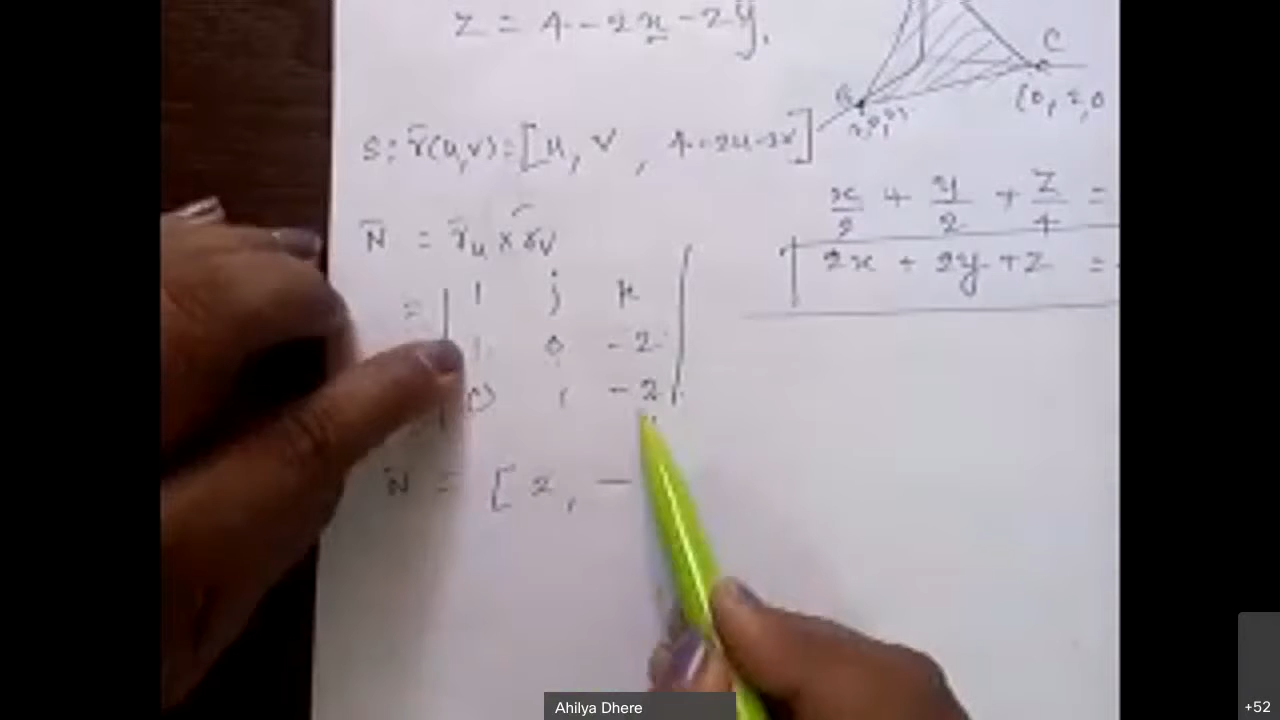 z = 4 - 2x - 2y.
C
(0, 2, 0
S: r̄(u,v) = [u, v, 4-2u-2v]
x/2 + y/2 + z/4 =
2x + 2y + z =
N̄ = r̄u × r̄v
= | i j k |
1 0 -2
0 1 -2
N̄ = [2, -
Ahilya Dhere
+52